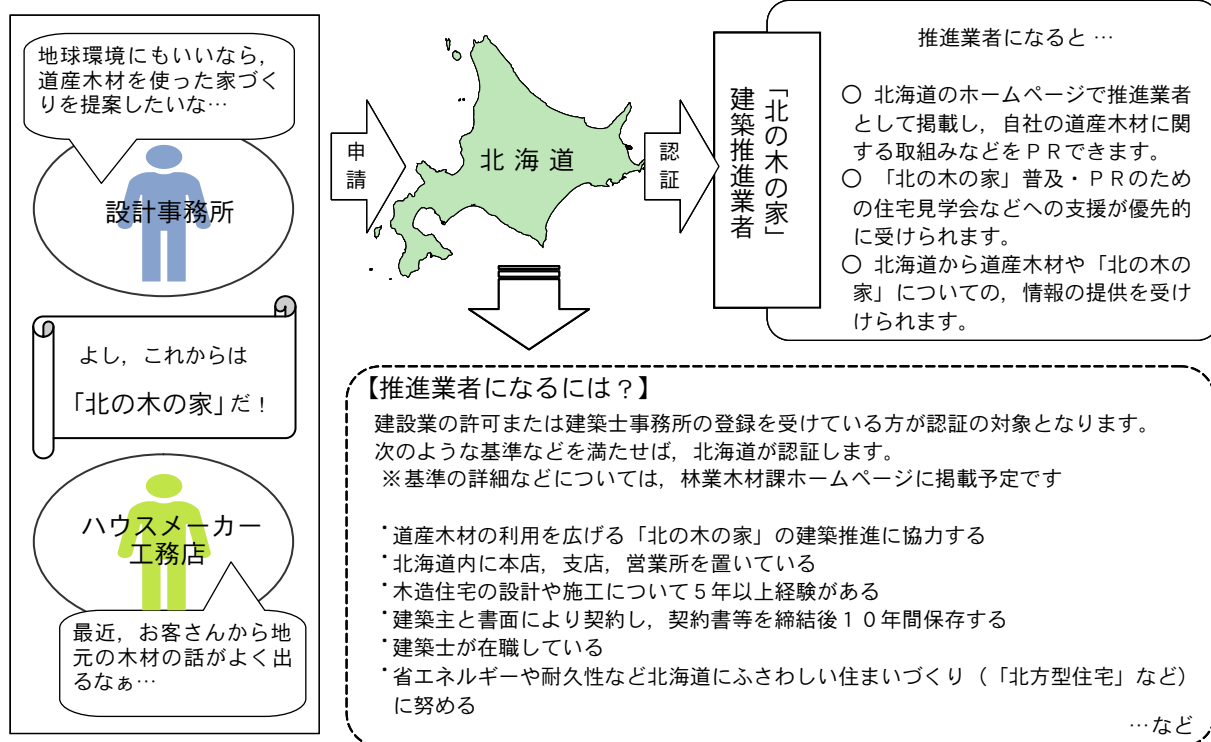 地球環境にもいいなら，
道産木材を使った家づく
りを提案したいな…
設計事務所
よし，これからは
「北の木の家」だ！
ハウスメーカー
工務店
最近，お客さんから地
元の木材の話がよく出
るなぁ…
申請
北海道
認証
「北の木の家」
建築推進業者
推進業者になると…
○ 北海道のホームページで推進業者
として掲載し，自社の道産木材に関
する取組みなどをＰＲできます。
○ 「北の木の家」普及・ＰＲのため
の住宅見学会などへの支援が優先的
に受けられます。
○ 北海道から道産木材や「北の木の
家」についての，情報の提供を受け
けられます。
【推進業者になるには？】
建設業の許可または建築士事務所の登録を受けている方が認証の対象となります。
次のような基準などを満たせば，北海道が認証します。
※基準の詳細などについては，林業木材課ホームページに掲載予定です
・道産木材の利用を広げる「北の木の家」の建築推進に協力する
・北海道内に本店，支店，営業所を置いている
・木造住宅の設計や施工について５年以上経験がある
・建築主と書面により契約し，契約書等を締結後１０年間保存する
・建築士が在職している
・省エネルギーや耐久性など北海道にふさわしい住まいづくり（「北方型住宅」など）
に努める
…など